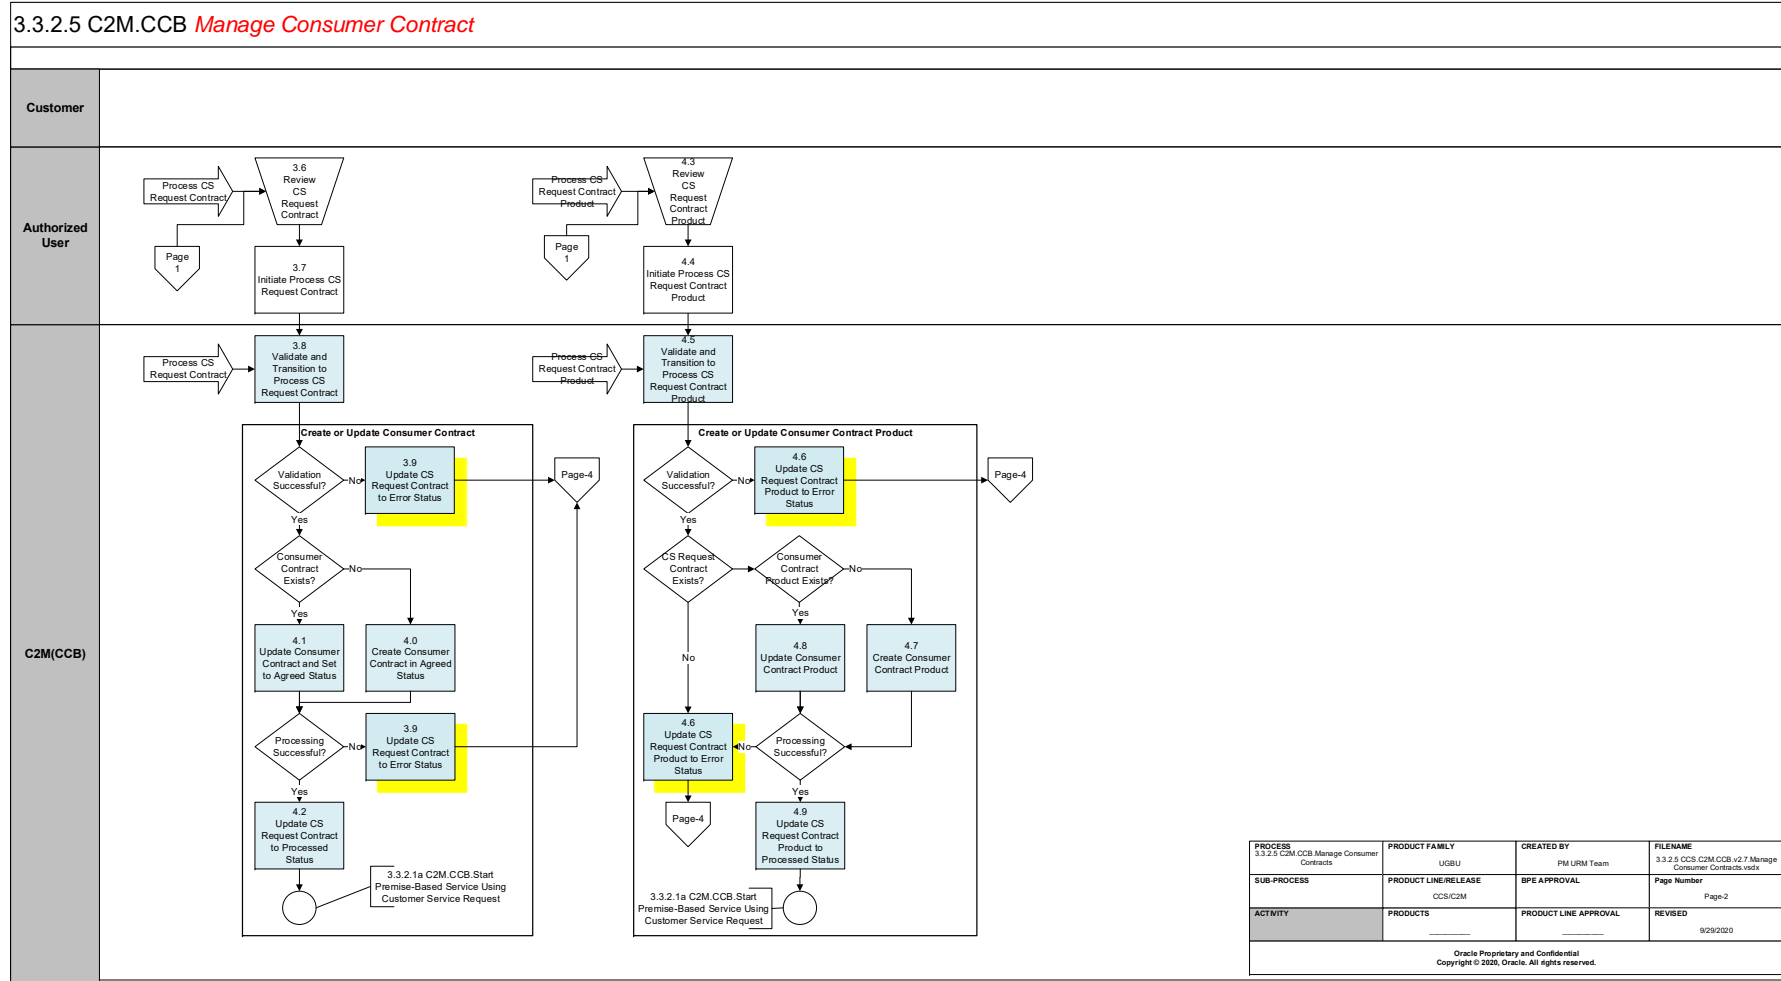 3.3.2.5 C2M.CCB Manage Consumer Contract
Customer
Authorized
User
Process CS
Request Contract
3.6
Review
CS
Request
Contract
Page
1
3.7
Initiate Process CS
Request Contract
Process CS
Request Contract
Product
4.3
Review
CS
Request
Contract
Product
Page
1
4.4
Initiate Process CS
Request Contract
Product
C2M(CCB)
Process CS
Request Contract
3.8
Validate and
Transition to
Process CS
Request Contract
Process CS
Request Contract
Product
4.5
Validate and
Transition to
Process CS
Request Contract
Product
Create or Update Consumer Contract
Validation
Successful?
No
3.9
Update CS
Request Contract
to Error Status
Page-4
Yes
Consumer
Contract
Exists?
No
Yes
4.1
Update Consumer
Contract and Set
to Agreed Status
4.0
Create Consumer
Contract in Agreed
Status
Processing
Successful?
No
3.9
Update CS
Request Contract
to Error Status
Yes
4.2
Update CS
Request Contract
to Processed
Status
3.3.2.1a C2M.CCB.Start
Premise-Based Service Using
Customer Service Request
Create or Update Consumer Contract Product
Validation
Successful?
No
4.6
Update CS
Request Contract
Product to Error
Status
Page-4
Yes
CS Request
Contract
Exists?
Consumer
Contract
Product Exists?
No
Yes
No
4.8
Update Consumer
Contract Product
4.7
Create Consumer
Contract Product
4.6
Update CS
Request Contract
Product to Error
Status
No
Processing
Successful?
Yes
Page-4
4.9
Update CS
Request Contract
Product to
Processed Status
3.3.2.1a C2M.CCB.Start
Premise-Based Service Using
Customer Service Request
PROCESS
3.3.2.5 C2M.CCB.Manage Consumer
Contracts
PRODUCT FAMILY
UGBU
CREATED BY
PM URM Team
FILENAME
3.3.2.5 CCS.C2M.CCB.v2.7.Manage
Consumer Contracts.vsdx
SUB-PROCESS
PRODUCT LINE/RELEASE
CCS/C2M
BPE APPROVAL
Page Number
Page-2
ACTIVITY
PRODUCTS
PRODUCT LINE APPROVAL
REVISED
9/29/2020
Oracle Proprietary and Confidential
Copyright © 2020, Oracle. All rights reserved.